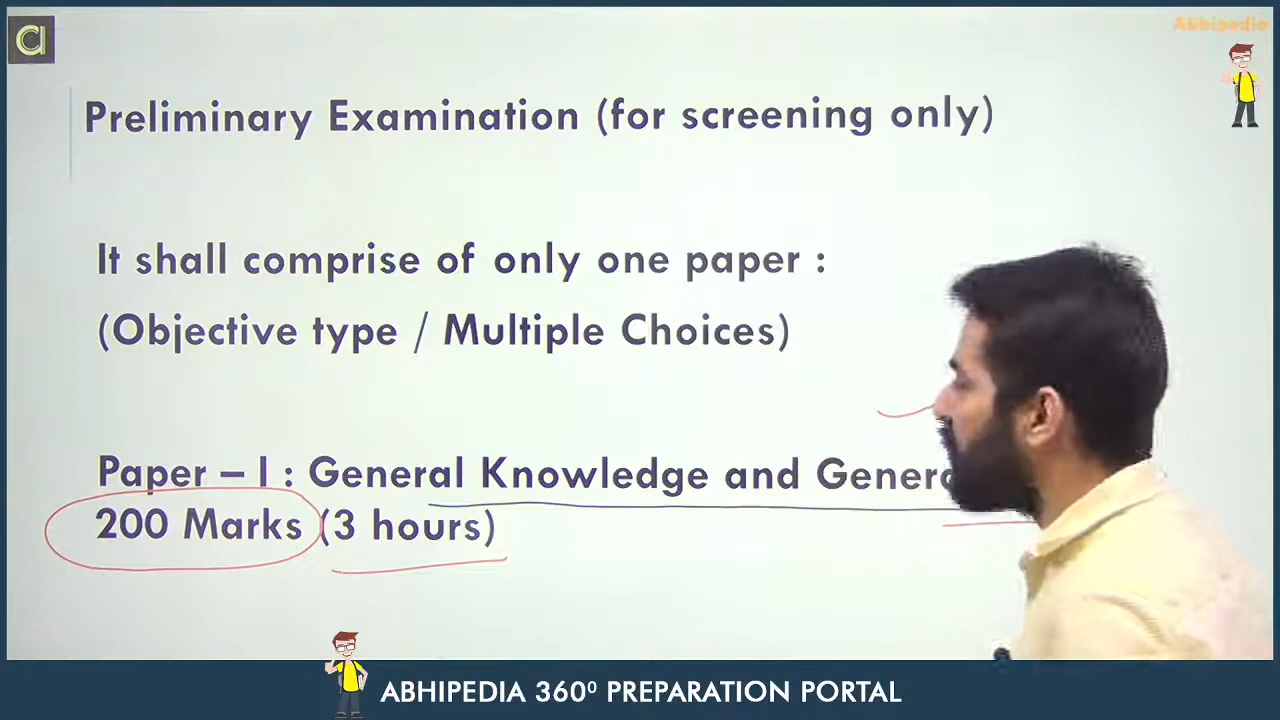 Abhipedia
Preliminary Examination (for screening only)
It shall comprise of only one paper :
(Objective type / Multiple Choices)
Paper – I : General Knowledge and
200 Marks (3 hours)
ABHIPEDIA 360⁰ PREPARATION PORTAL